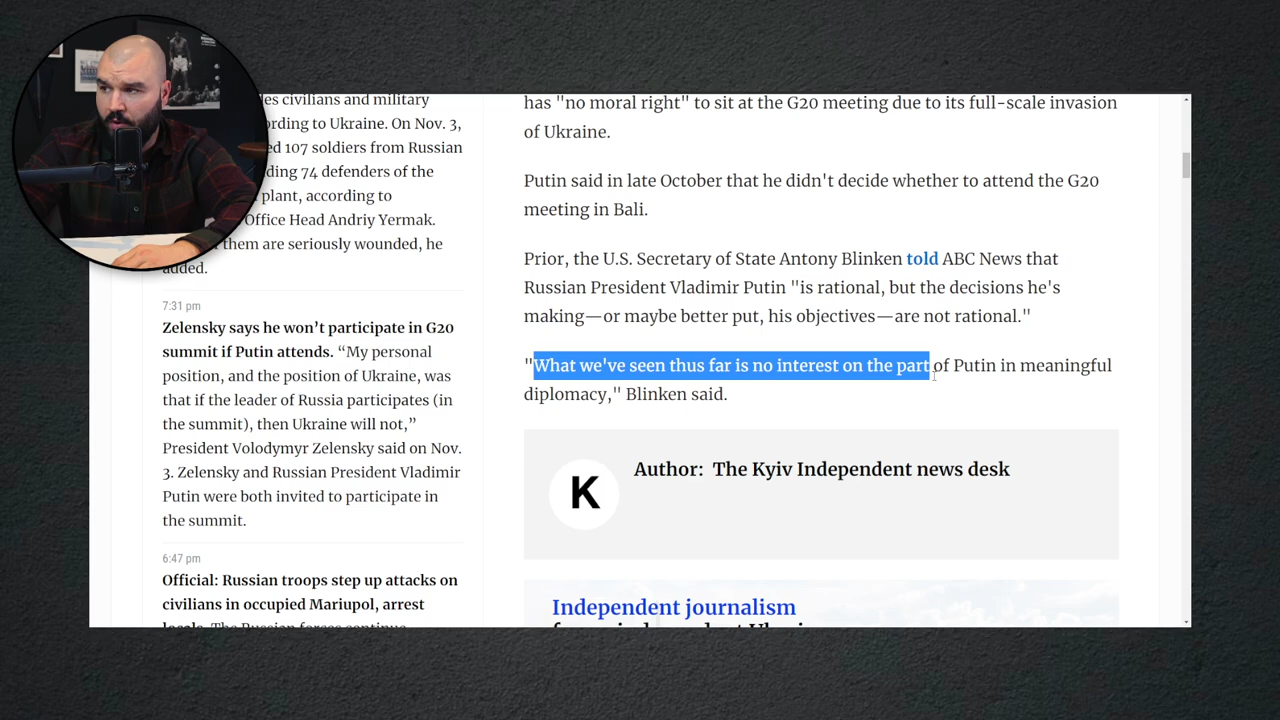 es civilians and military
ording to Ukraine. On Nov. 3,
ed 107 soldiers from Russian
ding 74 defenders of the
plant, according to
Office Head Andriy Yermak.
them are seriously wounded, he
added.
7:31 pm
Zelensky says he won’t participate in G20
summit if Putin attends. “My personal
position, and the position of Ukraine, was
that if the leader of Russia participates (in
the summit), then Ukraine will not,”
President Volodymyr Zelensky said on Nov.
3. Zelensky and Russian President Vladimir
Putin were both invited to participate in
the summit.
6:47 pm
Official: Russian troops step up attacks on
civilians in occupied Mariupol, arrest
locals. The Russian forces continue
has "no moral right" to sit at the G20 meeting due to its full-scale invasion
of Ukraine.
Putin said in late October that he didn't decide whether to attend the G20
meeting in Bali.
Prior, the U.S. Secretary of State Antony Blinken told ABC News that
Russian President Vladimir Putin "is rational, but the decisions he's
making—or maybe better put, his objectives—are not rational."
"What we've seen thus far is no interest on the part of Putin in meaningful
diplomacy," Blinken said.
K
Author: The Kyiv Independent news desk
Independent journalism